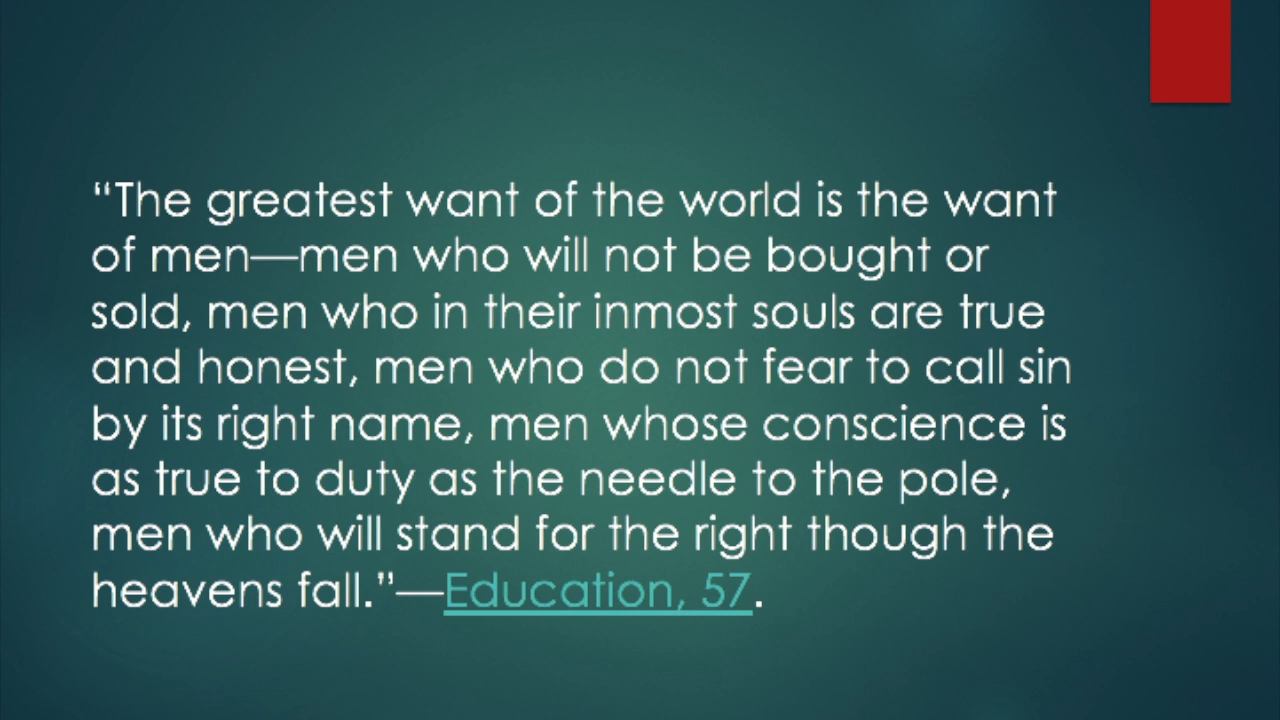 “The greatest want of the world is the want
of men—men who will not be bought or
sold, men who in their inmost souls are true
and honest, men who do not fear to call sin
by its right name, men whose conscience is
as true to duty as the needle to the pole,
men who will stand for the right though the
heavens fall.”—Education, 57.